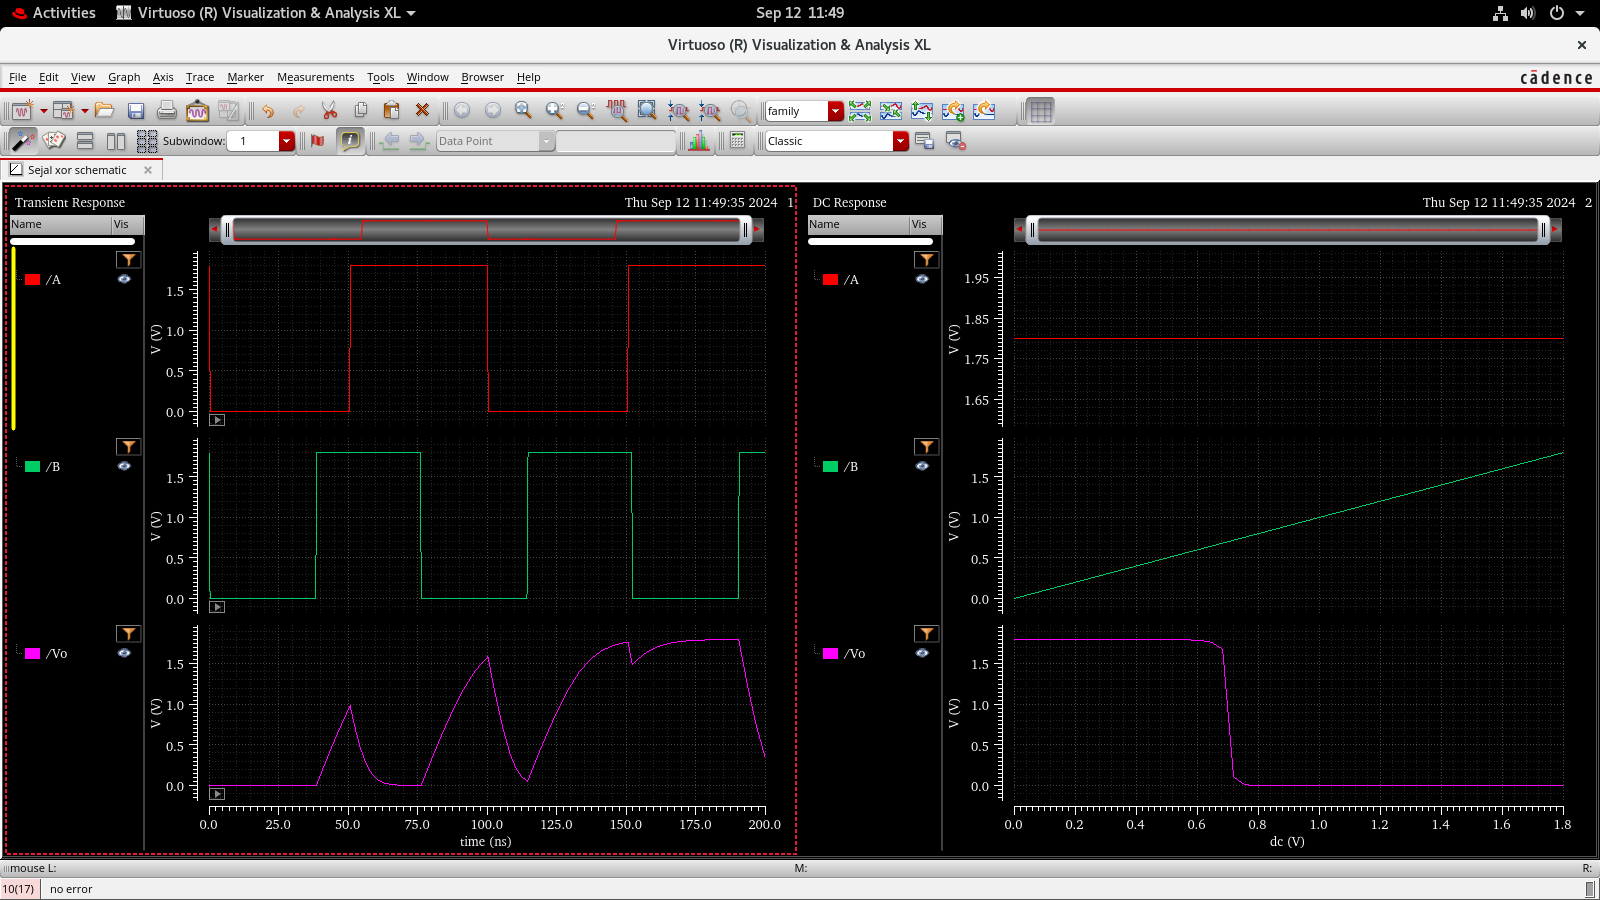 Activities Virtuoso (R) Visualization & Analysis XL Sep 12 11:49
Virtuoso (R) Visualization & Analysis XL ×
File Edit View Graph Axis Trace Marker Measurements Tools Window Browser Help cādence
family
Subwindow: 1 Data Point Classic
Sejal xor schematic
Transient Response Thu Sep 12 11:49:35 2024 1
Name Vis
/A
1.5
1.0
0.5
0.0
V (V)
/B
1.5
1.0
0.5
0.0
V (V)
/Vo
1.5
1.0
0.5
0.0
V (V)
0.0 25.0 50.0 75.0 100.0 125.0 150.0 175.0 200.0
time (ns)
DC Response Thu Sep 12 11:49:35 2024 2
Name Vis
/A
1.95
1.85
1.75
1.65
V (V)
/B
1.5
1.0
0.5
0.0
V (V)
/Vo
1.5
1.0
0.5
0.0
V (V)
0.0 0.2 0.4 0.6 0.8 1.0 1.2 1.4 1.6 1.8
dc (V)
mouse L: M: R:
10(17) no error